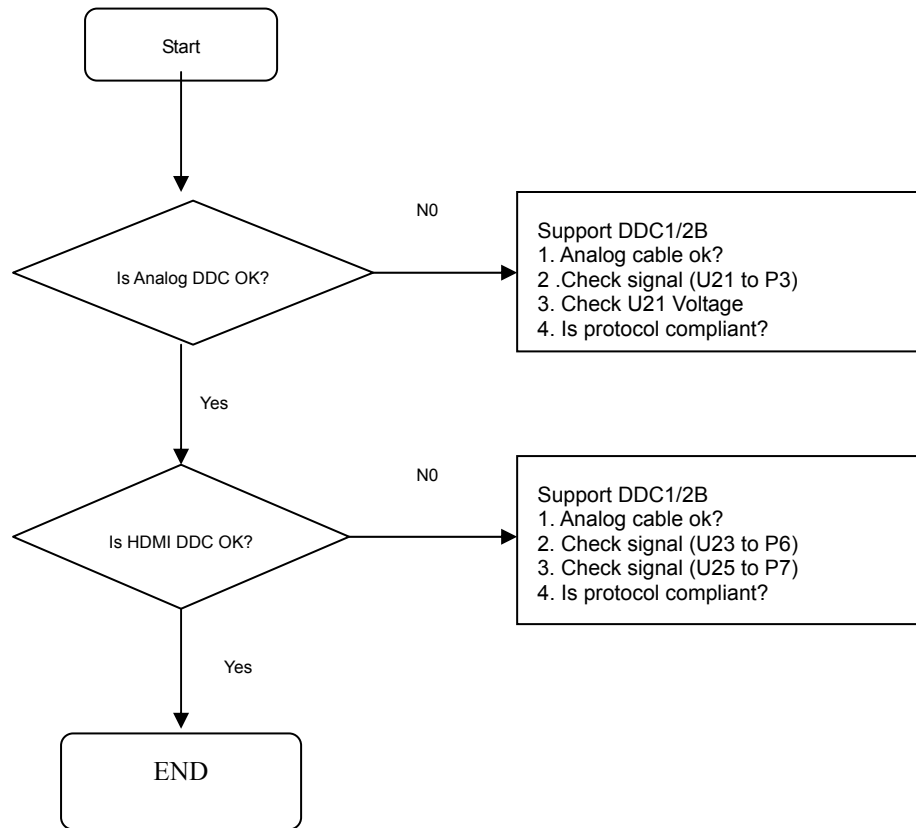 Start
Is Analog DDC OK?
N0
Support DDC1/2B
1. Analog cable ok?
2 .Check signal (U21 to P3)
3. Check U21 Voltage
4. Is protocol compliant?
Yes
Is HDMI DDC OK?
N0
Support DDC1/2B
1. Analog cable ok?
2. Check signal (U23 to P6)
3. Check signal (U25 to P7)
4. Is protocol compliant?
Yes
END